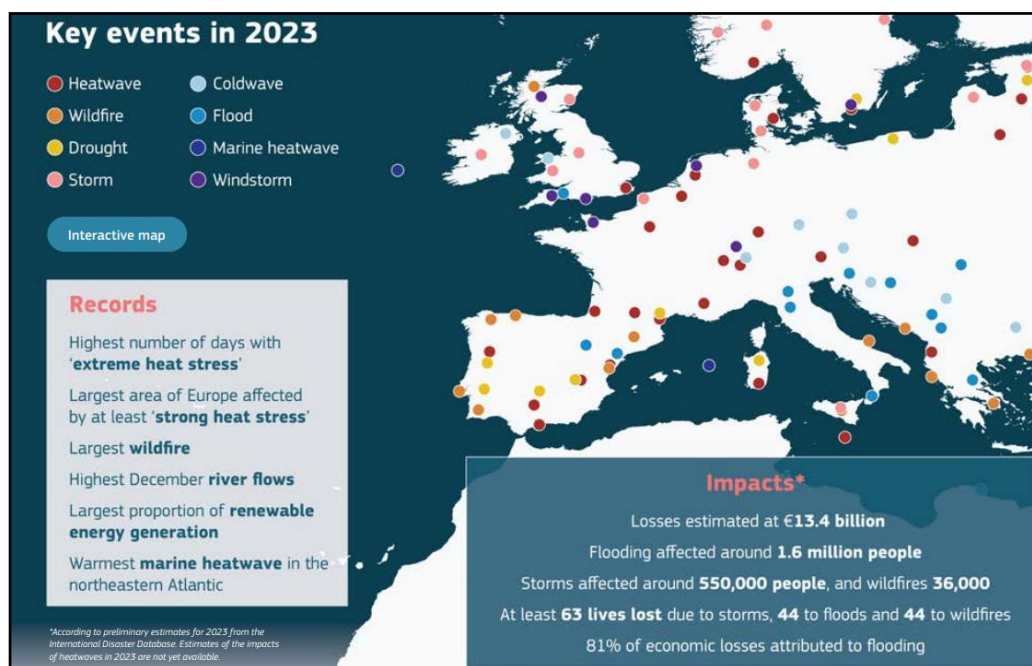 Key events in 2023
Heatwave
Wildfire
Drought
Storm
Coldwave
Flood
Marine heatwave
Windstorm
Interactive map
Records
Highest number of days with
‘extreme heat stress’
Largest area of Europe affected
by at least ‘strong heat stress’
Largest wildfire
Highest December river flows
Largest proportion of renewable
energy generation
Warmest marine heatwave in the
northeastern Atlantic
*According to preliminary estimates for 2023 from the
International Disaster Database. Estimates of the impacts
of heatwaves in 2023 are not yet available.
Impacts*
Losses estimated at €13.4 billion
Flooding affected around 1.6 million people
Storms affected around 550,000 people, and wildfires 36,000
At least 63 lives lost due to storms, 44 to floods and 44 to wildfires
81% of economic losses attributed to flooding